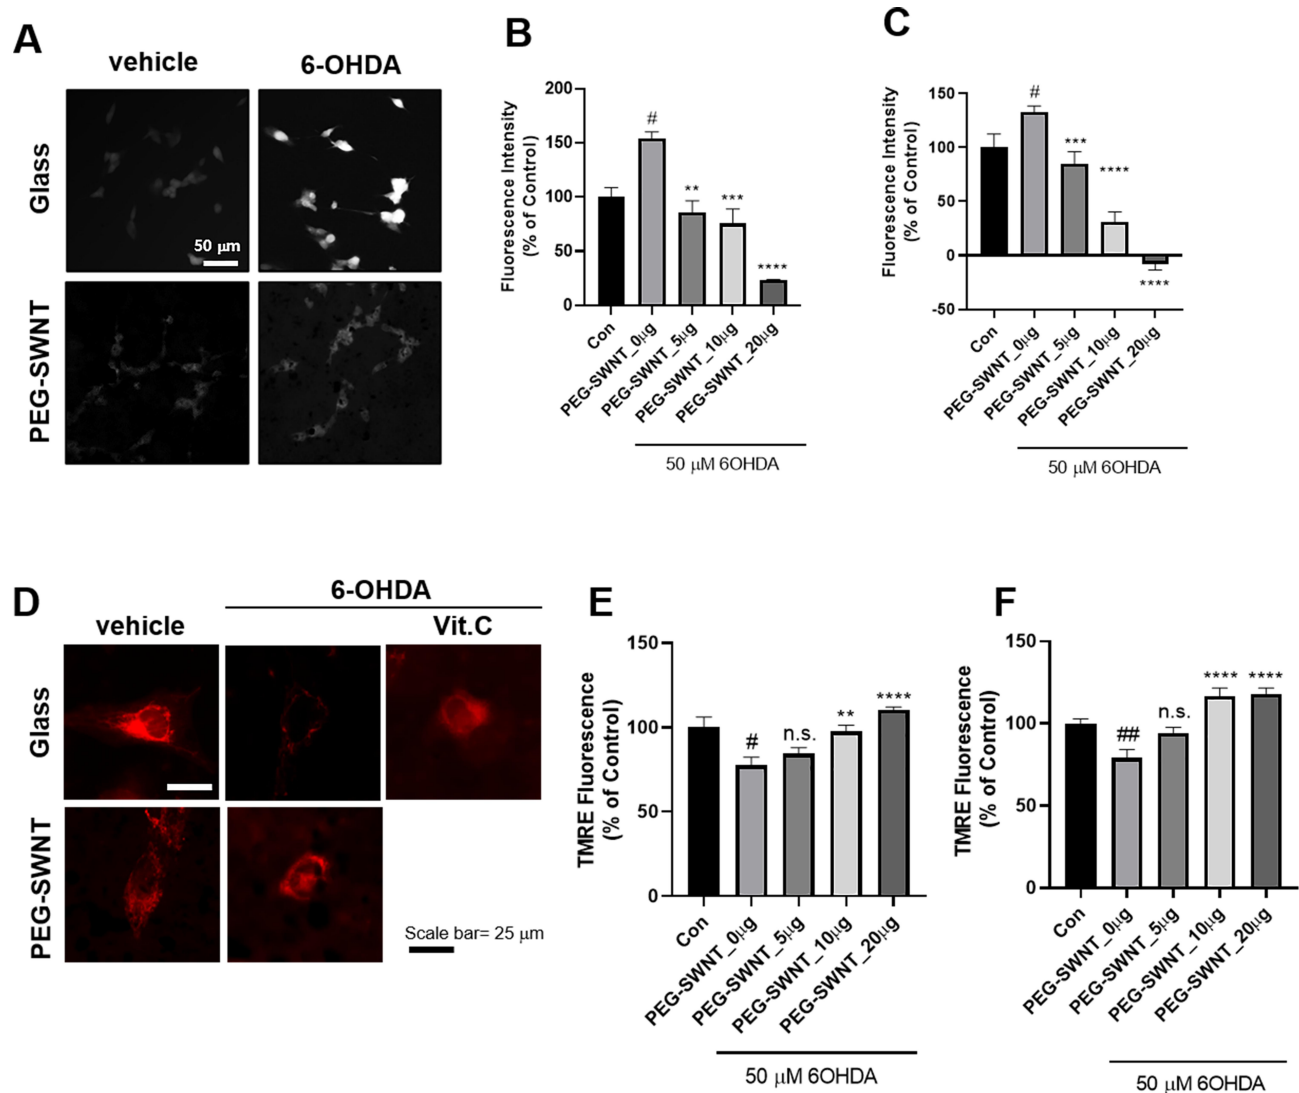 A
vehicle
6-OHDA
Glass
50 μm
PEG-SWNT
B
Fluorescence Intensity
(% of Control)
200
150
100
50
0
#
**
***
****
Con
PEG-SWNT_0μg
PEG-SWNT_5μg
PEG-SWNT_10μg
PEG-SWNT_20μg
50 μM 6OHDA
C
Fluorescence Intensity
(% of Control)
150
100
50
0
-50
#
***
****
****
Con
PEG-SWNT_0μg
PEG-SWNT_5μg
PEG-SWNT_10μg
PEG-SWNT_20μg
50 μM 6OHDA
D
6-OHDA
vehicle
Vit.C
Glass
PEG-SWNT
Scale bar= 25 μm
E
TMRE Fluorescence
(% of Control)
150
100
50
0
#
n.s.
**
****
Con
PEG-SWNT_0μg
PEG-SWNT_5μg
PEG-SWNT_10μg
PEG-SWNT_20μg
50 μM 6OHDA
F
TMRE Fluorescence
(% of Control)
150
100
50
0
##
n.s.
****
****
Con
PEG-SWNT_0μg
PEG-SWNT_5μg
PEG-SWNT_10μg
PEG-SWNT_20μg
50 μM 6OHDA